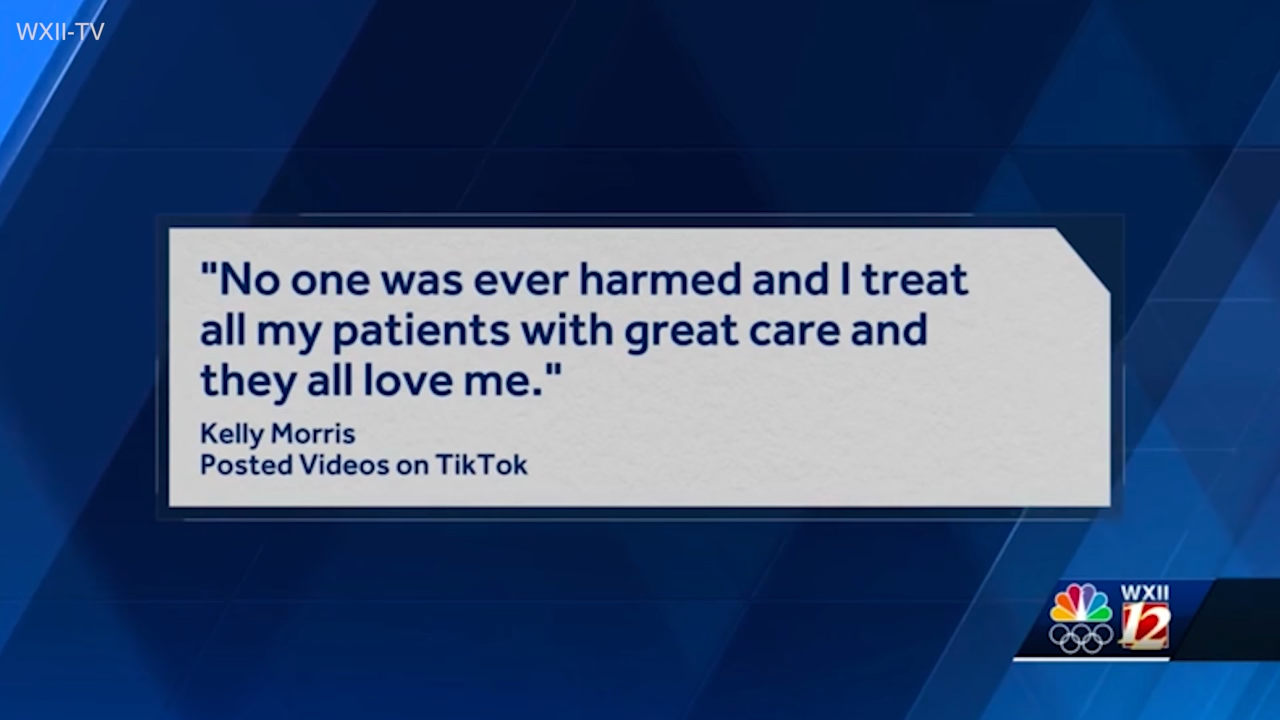 WXII-TV
"No one was ever harmed and I treat
all my patients with great care and
they all love me."
Kelly Morris
Posted Videos on TikTok
WXII
12